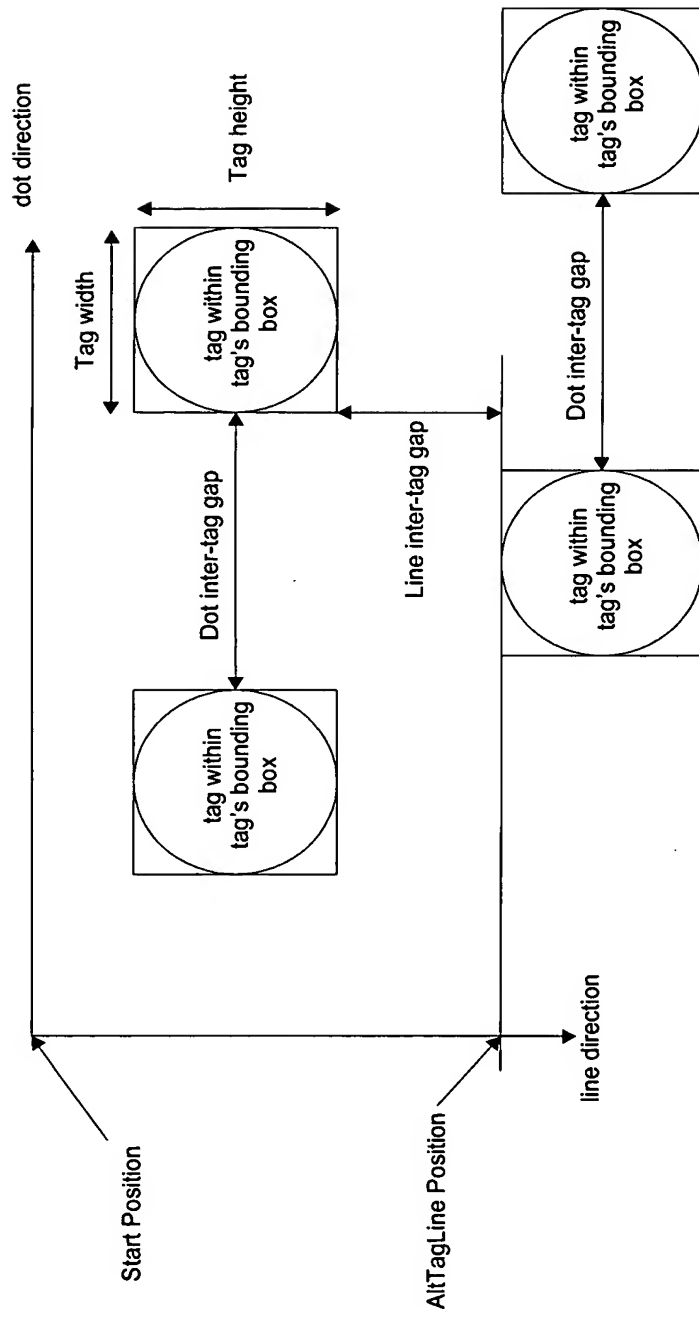 dot direction
Tag width
Tag height
tag within
tag's bounding
box
Dot inter-tag gap
tag within
tag's bounding
box
Line inter-tag gap
Start Position
AltTagLine Position
line direction
tag within
tag's bounding
box
Dot inter-tag gap
tag within
tag's bounding
box